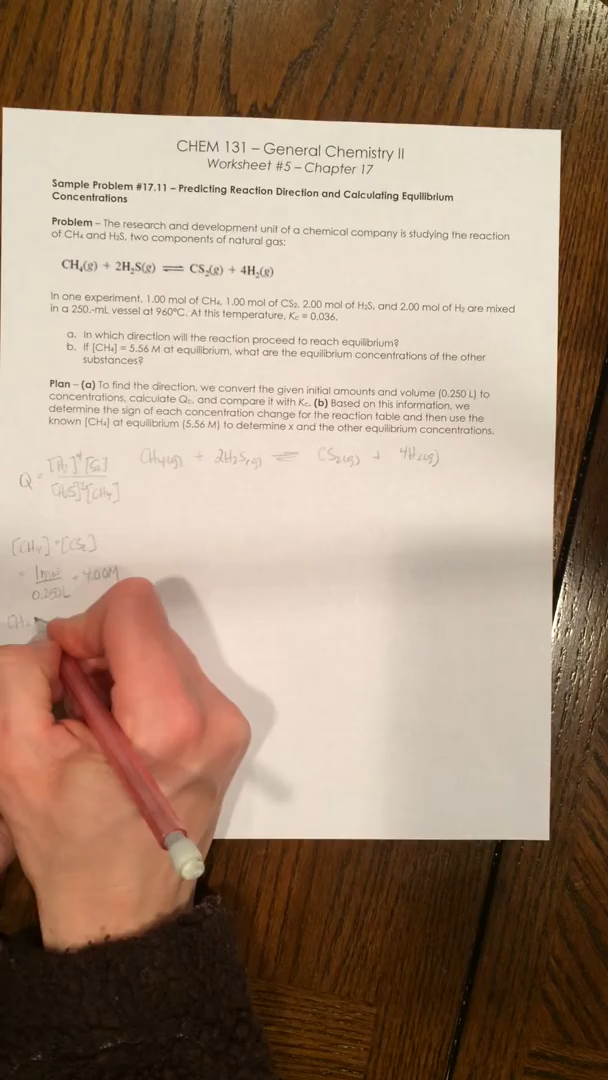 CHEM 131 – General Chemistry II
Worksheet #5 – Chapter 17
Sample Problem #17.11 – Predicting Reaction Direction and Calculating Equilibrium
Concentrations
Problem – The research and development unit of a chemical company is studying the reaction
of CH₄ and H₂S, two components of natural gas:
CH₄(g) + 2H₂S(g) ⇌ CS₂(g) + 4H₂(g)
In one experiment, 1.00 mol of CH₄, 1.00 mol of CS₂, 2.00 mol of H₂S, and 2.00 mol of H₂ are mixed
in a 250.-mL vessel at 960°C. At this temperature, Kc = 0.036.
a. In which direction will the reaction proceed to reach equilibrium?
b. If [CH₄] = 5.56 M at equilibrium, what are the equilibrium concentrations of the other
substances?
Plan – (a) To find the direction, we convert the given initial amounts and volume (0.250 L) to
concentrations, calculate Qc, and compare it with Kc. (b) Based on this information, we
determine the sign of each concentration change for the reaction table and then use the
known [CH₄] at equilibrium (5.56 M) to determine x and the other equilibrium concentrations.
CH₄(g) + 2H₂S(g) ⇌ CS₂(g) + 4H₂(g)
Q = [H₂]⁴[CS₂]
[H₂S]²[CH₄]
[CH₄] = [CS₂]
= 1mol = 4.00M
0.250L